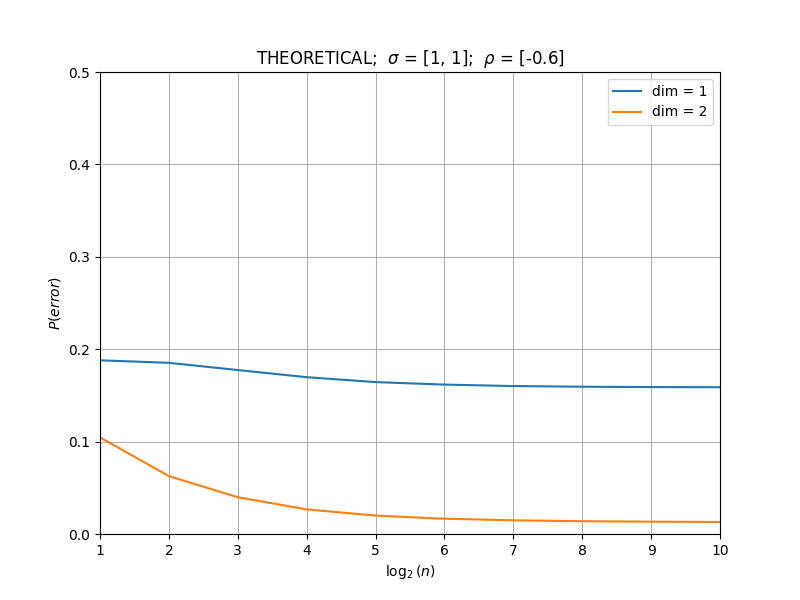 THEORETICAL;  σ = [1, 1];  ρ = [-0.6]
dim = 1
dim = 2
0.5
0.4
0.3
0.2
0.1
0.0
P(error)
1 2 3 4 5 6 7 8 9 10
log₂(n)